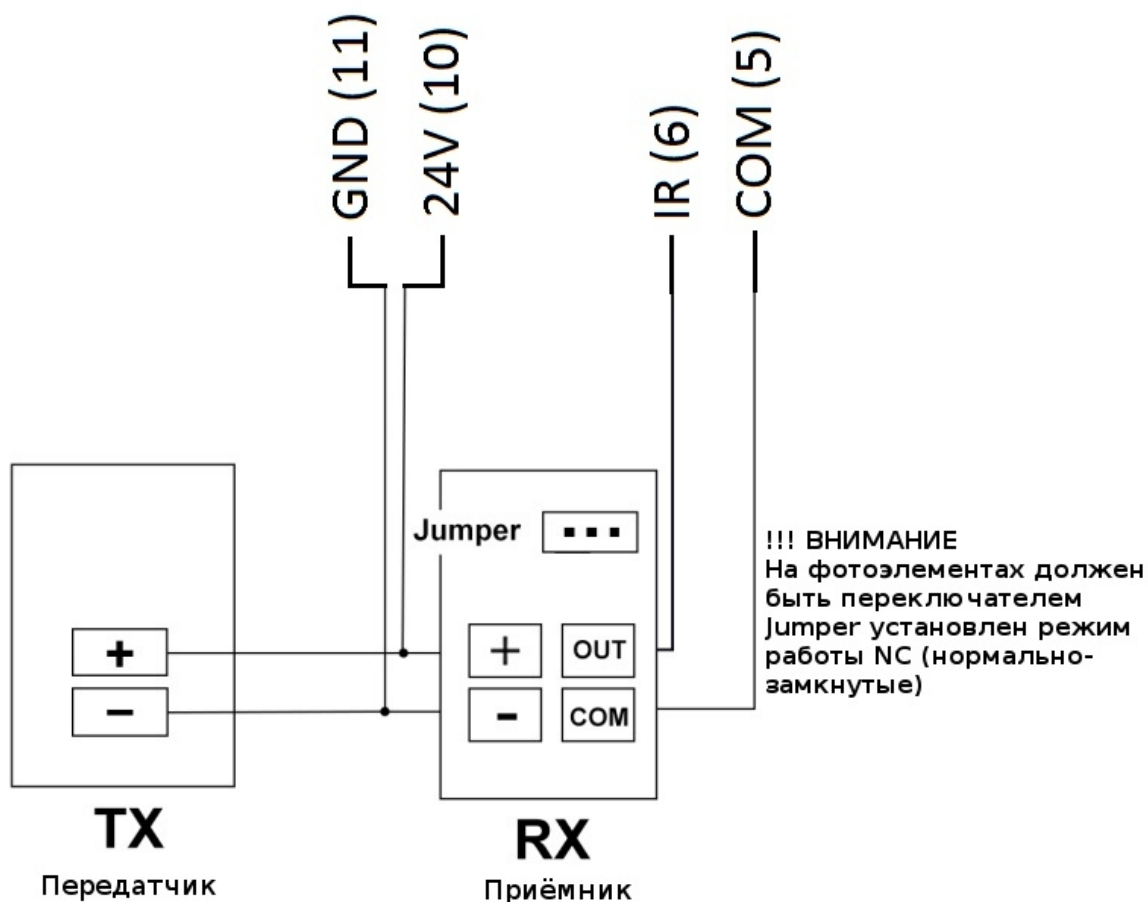 GND (11)
24V (10)
IR (6)
COM (5)
Jumper
!!! ВНИМАНИЕ
На фотоэлементах должен
быть переключателем
Jumper установлен режим
работы NC (нормально-
замкнутые)
+
-
+
OUT
-
COM
TX
Передатчик
RX
Приёмник